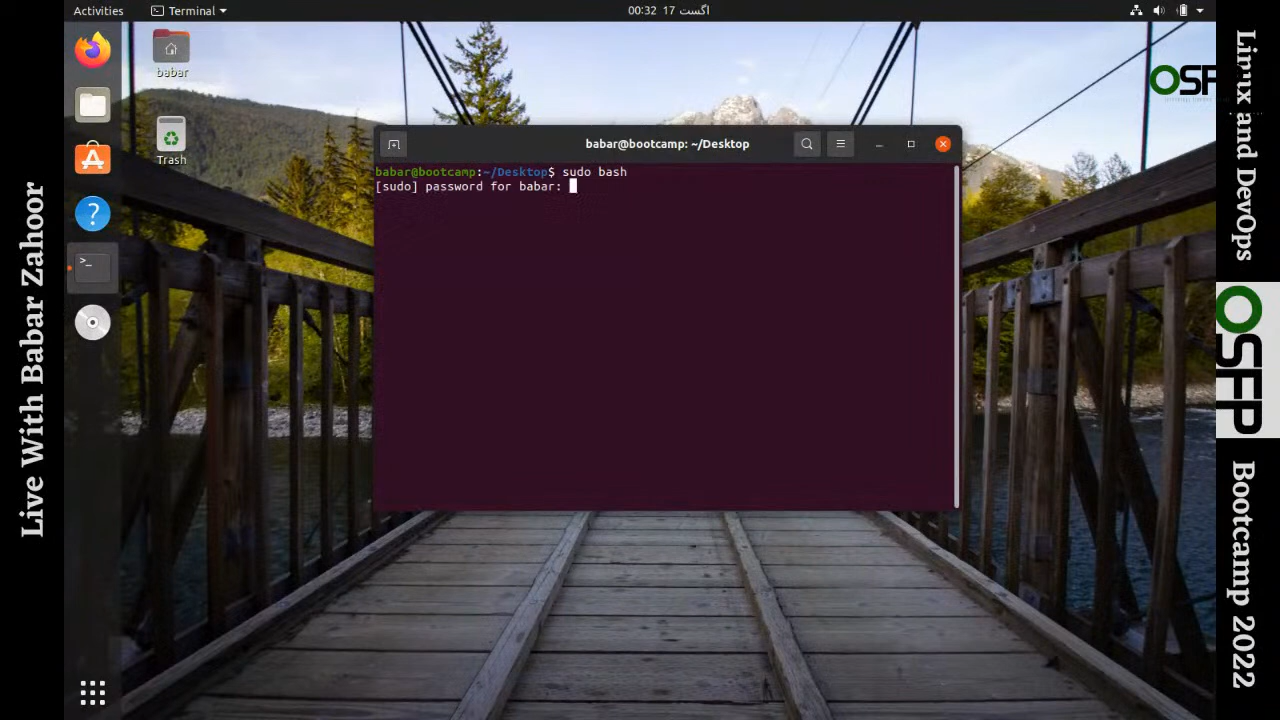 Activities
Terminal
00:32 17 اگست
babar
Trash
OSFP
babar@bootcamp: ~/Desktop
babar@bootcamp:~/Desktop$ sudo bash
[sudo] password for babar:
Live With Babar Zahoor
Linux and DevOps
OSFP
Bootcamp 2022